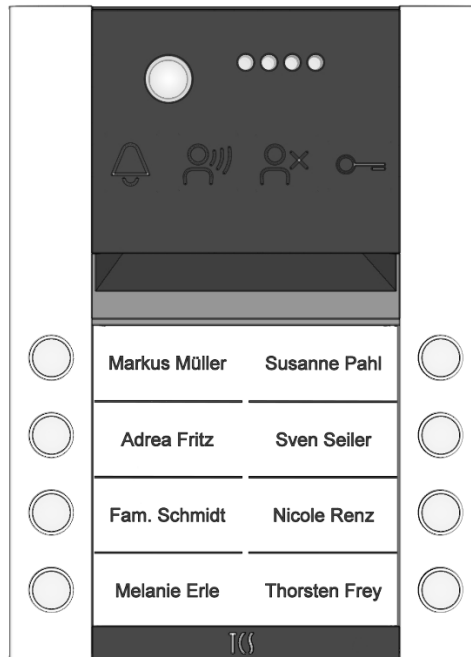 Markus Müller Susanne Pahl
Adrea Fritz Sven Seiler
Fam. Schmidt Nicole Renz
Melanie Erle Thorsten Frey
TCS